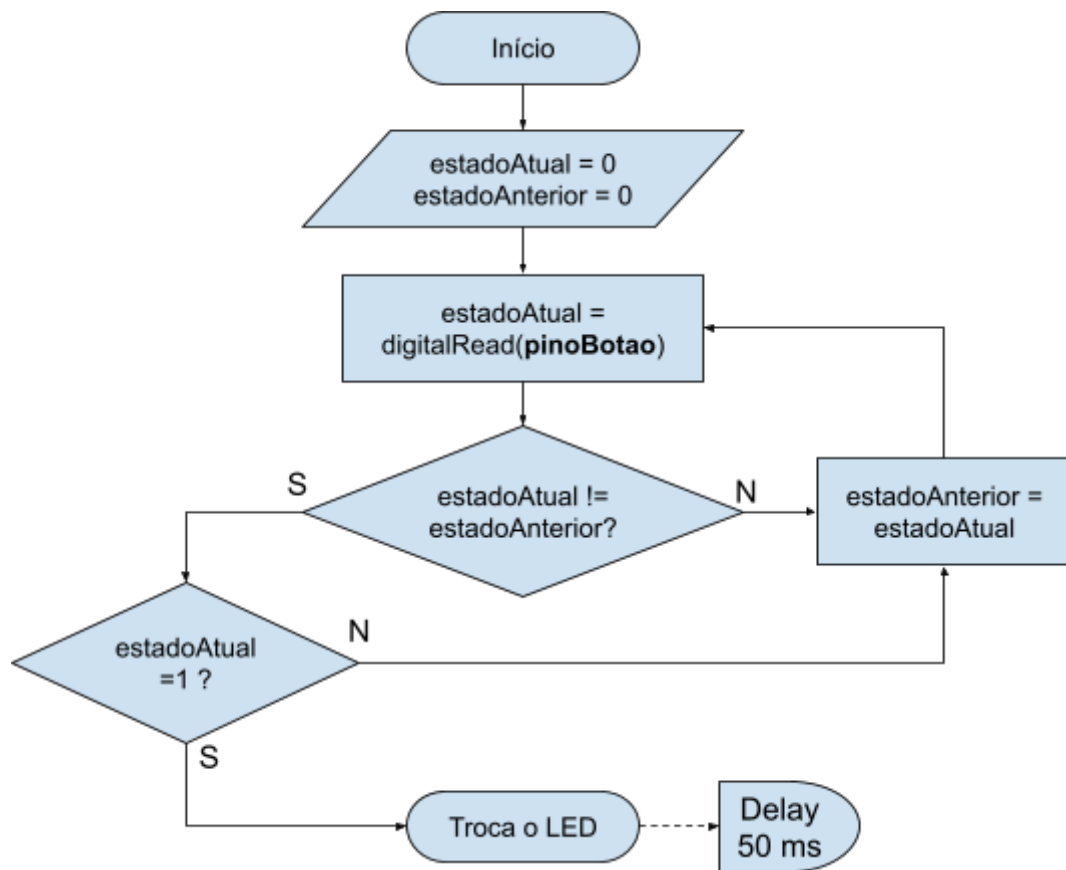 Início
estadoAtual = 0
estadoAnterior = 0
estadoAtual =
digitalRead(pinoBotao)
S
estadoAtual !=
estadoAnterior?
N
estadoAnterior =
estadoAtual
estadoAtual
=1 ?
N
S
Troca o LED
Delay
50 ms